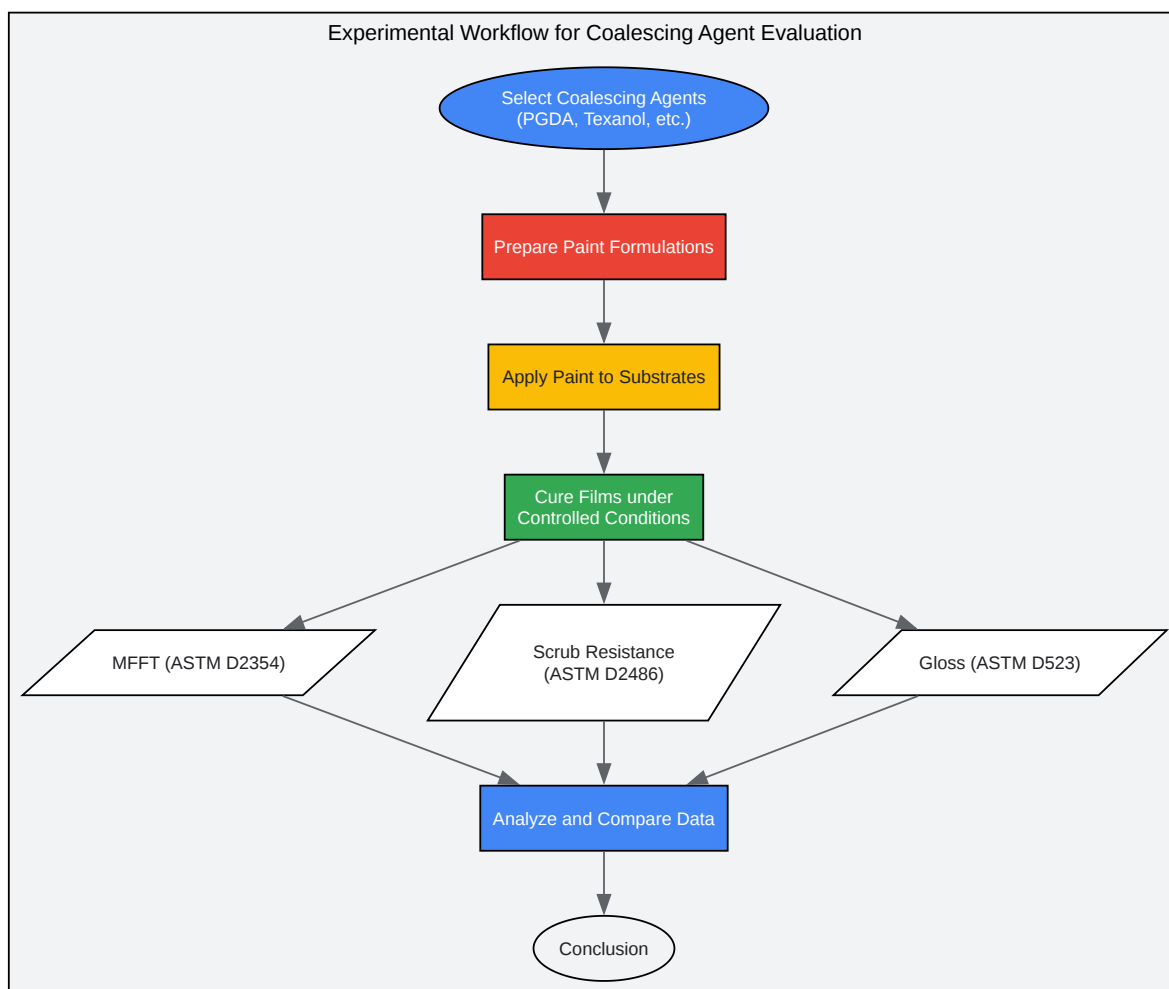 Experimental Workflow for Coalescing Agent Evaluation
Select Coalescing Agents
(PGDA, Texanol, etc.)
Prepare Paint Formulations
Apply Paint to Substrates
Cure Films under
Controlled Conditions
MFFT (ASTM D2354)
Scrub Resistance
(ASTM D2486)
Gloss (ASTM D523)
Analyze and Compare Data
Conclusion